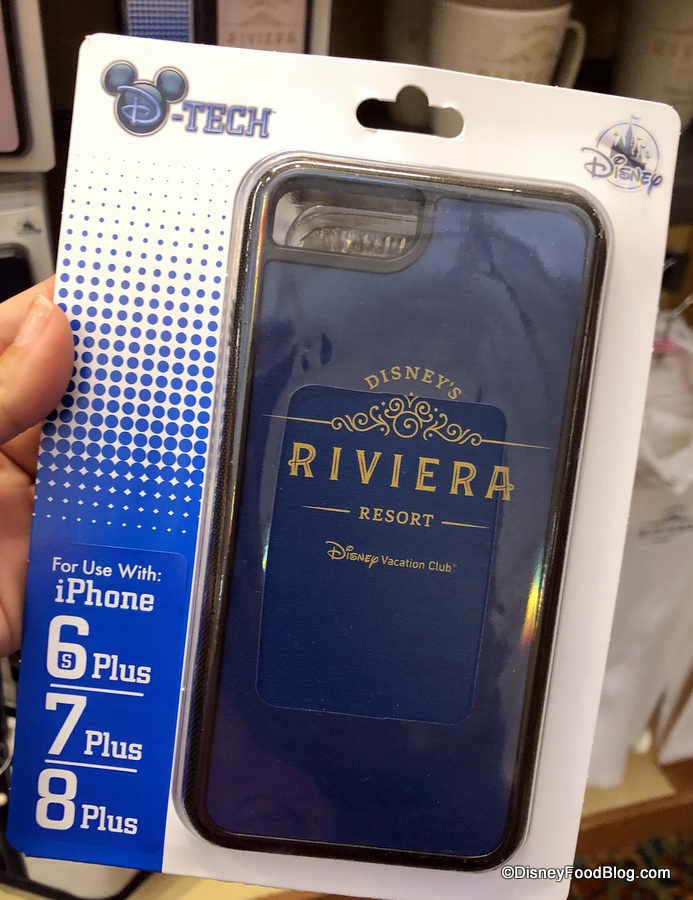 RIVIERA
D-TECH
Disney
DISNEY'S
RIVIERA
RESORT
Disney Vacation Club®
For Use With:
iPhone
6s Plus
7 Plus
8 Plus
©DisneyFoodBlog.com